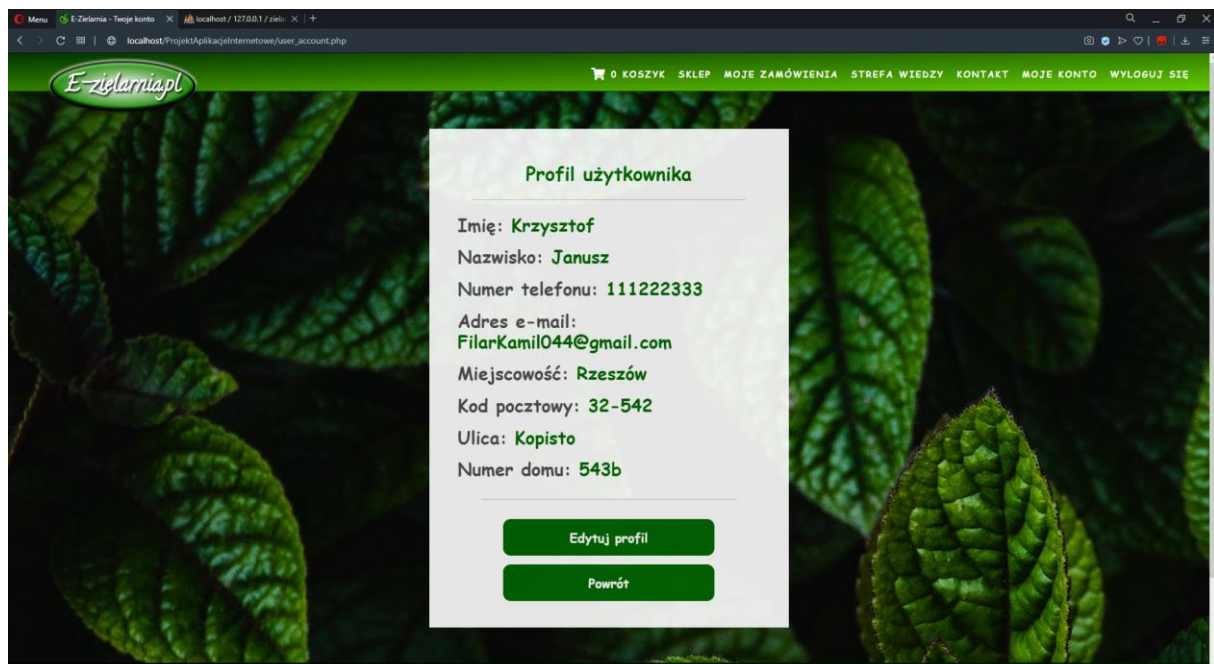 Menu
E-Zielarnia - Twoje konto
localhost / 127.0.0.1 / ziela
localhost/ProjektAplikacjeInternetowe/user_account.php
E-zielarnia.pl
0 KOSZYK SKLEP MOJE ZAMÓWIENIA STREFA WIEDZY KONTAKT MOJE KONTO WYLOGUJ SIĘ
Profil użytkownika
Imię: Krzysztof
Nazwisko: Janusz
Numer telefonu: 111222333
Adres e-mail:
FilarKamil044@gmail.com
Miejscowość: Rzeszów
Kod pocztowy: 32-542
Ulica: Kopisto
Numer domu: 543b
Edytuj profil
Powrót